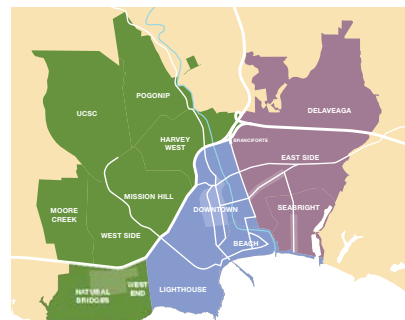 POGONIP
UCSC
DELAVEAGA
HARVEY
WEST
BRANCIFORTE
EAST SIDE
MISSION HILL
MOORE
CREEK
DOWNTOWN
SEABRIGHT
WEST SIDE
BEACH
NATURAL
BRIDGES
WEST
END
LIGHTHOUSE